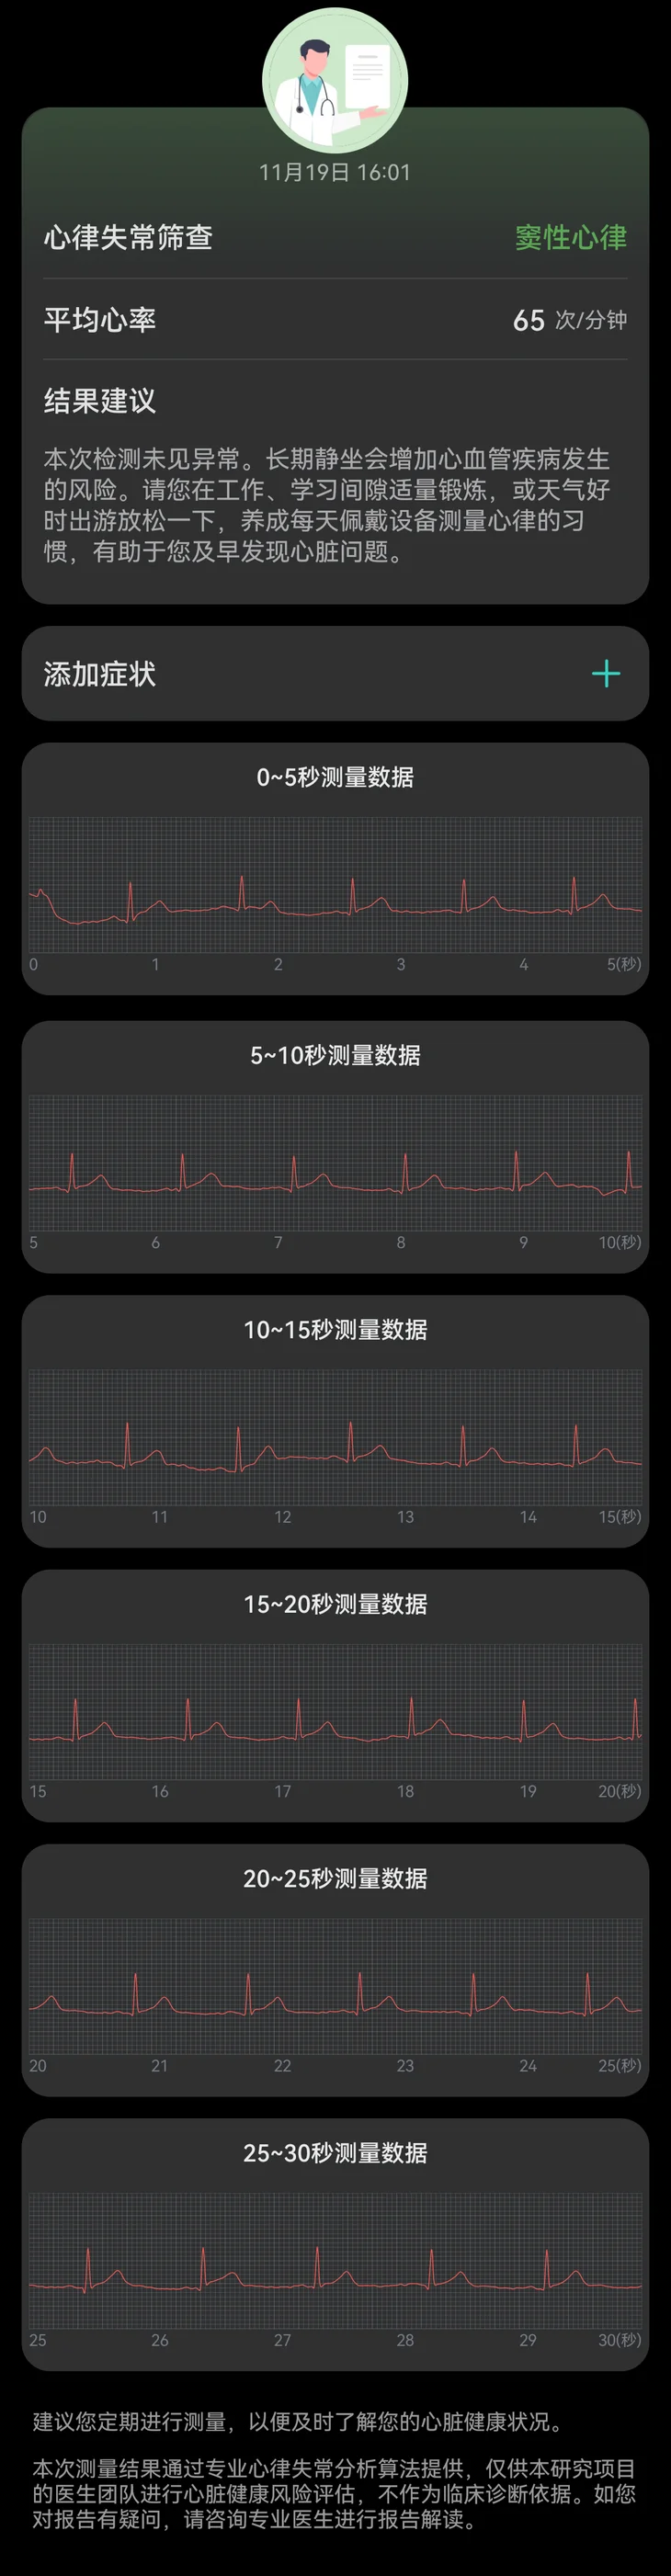 11月19日 16:01
心律失常筛查 窦性心律
平均心率 65 次/分钟
结果建议
本次检测未见异常。长期静坐会增加心血管疾病发生
的风险。请您在工作、学习间隙适量锻炼，或天气好
时出游放松一下，养成每天佩戴设备测量心律的习
惯，有助于您及早发现心脏问题。
添加症状
0~5秒测量数据
0 1 2 3 4 5(秒)
5~10秒测量数据
5 6 7 8 9 10(秒)
10~15秒测量数据
10 11 12 13 14 15(秒)
15~20秒测量数据
15 16 17 18 19 20(秒)
20~25秒测量数据
20 21 22 23 24 25(秒)
25~30秒测量数据
25 26 27 28 29 30(秒)
建议您定期进行测量，以便及时了解您的心脏健康状况。
本次测量结果通过专业心律失常分析算法提供，仅供本研究项目
的医生团队进行心脏健康风险评估，不作为临床诊断依据。如您
对报告有疑问，请咨询专业医生进行报告解读。